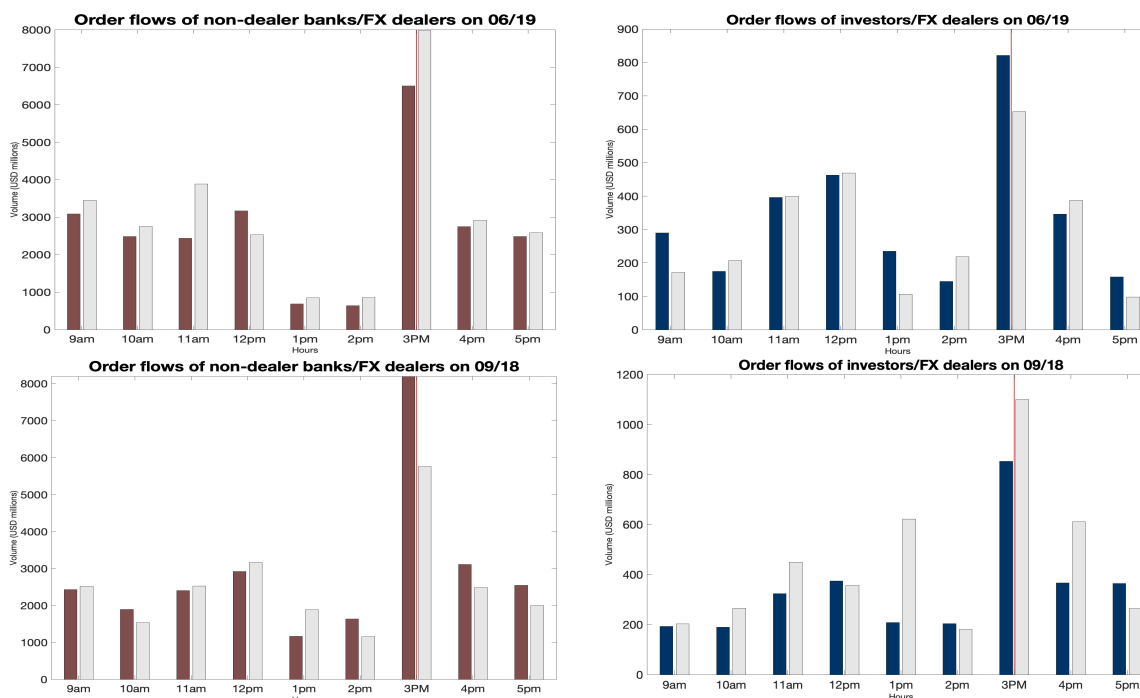 Order flows of non-dealer banks/FX dealers on 06/19
Volume (USD millions)
8000
7000
6000
5000
4000
3000
2000
1000
0
9am 10am 11am 12pm 1pm 2pm 3PM 4pm 5pm
Hours
Order flows of investors/FX dealers on 06/19
Volume (USD millions)
900
800
700
600
500
400
300
200
100
0
9am 10am 11am 12pm 1pm 2pm 3PM 4pm 5pm
Hours
Order flows of non-dealer banks/FX dealers on 09/18
Volume (USD millions)
8000
7000
6000
5000
4000
3000
2000
1000
0
9am 10am 11am 12pm 1pm 2pm 3PM 4pm 5pm
Order flows of investors/FX dealers on 09/18
Volume (USD millions)
1200
1000
800
600
400
200
0
9am 10am 11am 12pm 1pm 2pm 3PM 4pm 5pm
Hours